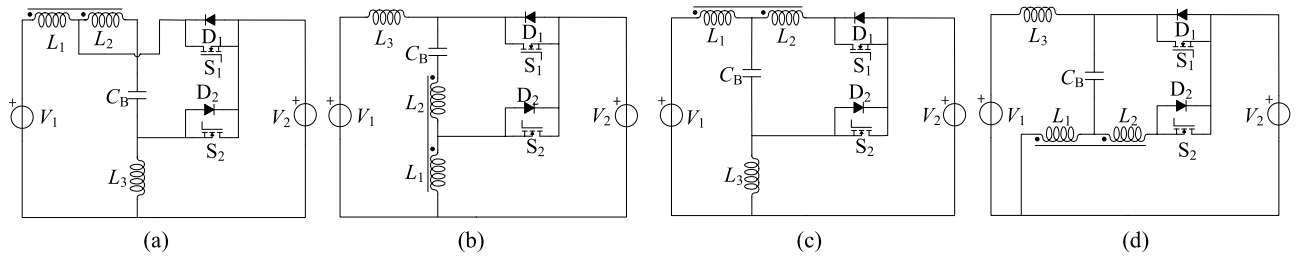 L1 L2 D1 S1 CB D2 S2 L3 + V1 + V2
(a)
L3 D1 S1 CB L2 D2 S2 L1 + V1 + V2
(b)
L1 L2 D1 S1 CB D2 S2 L3 + V1 + V2
(c)
L3 D1 S1 CB D2 L1 L2 S2 + V1 + V2
(d)